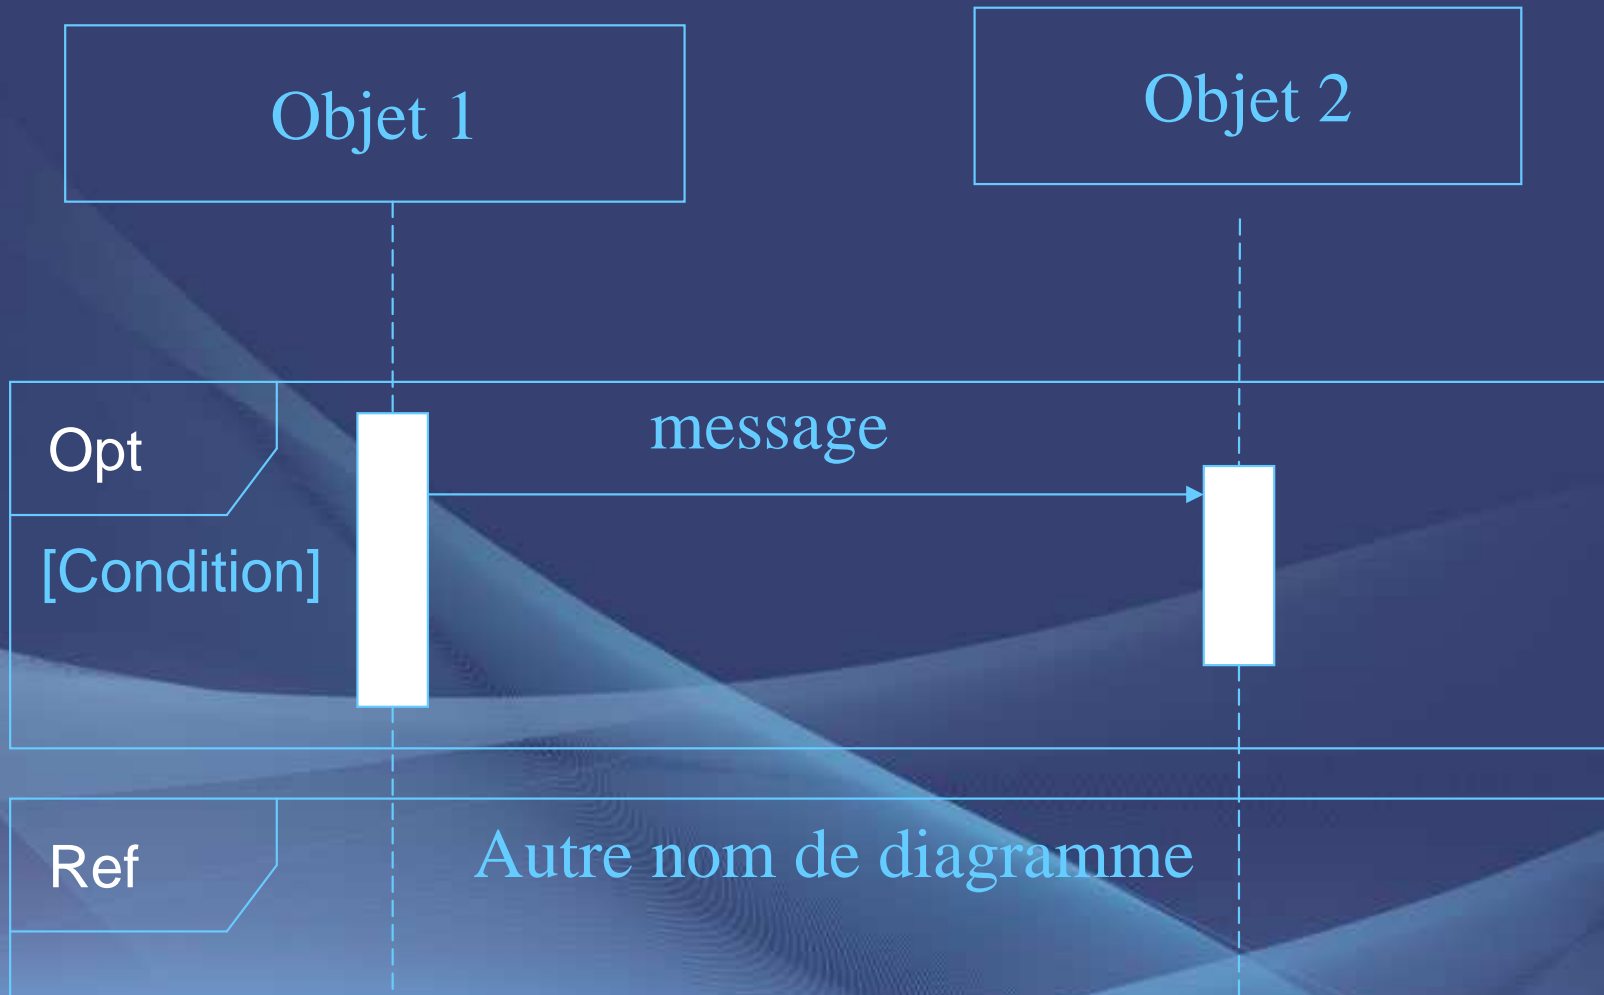 Objet 1
Objet 2
Opt
message
[Condition]
Ref
Autre nom de diagramme